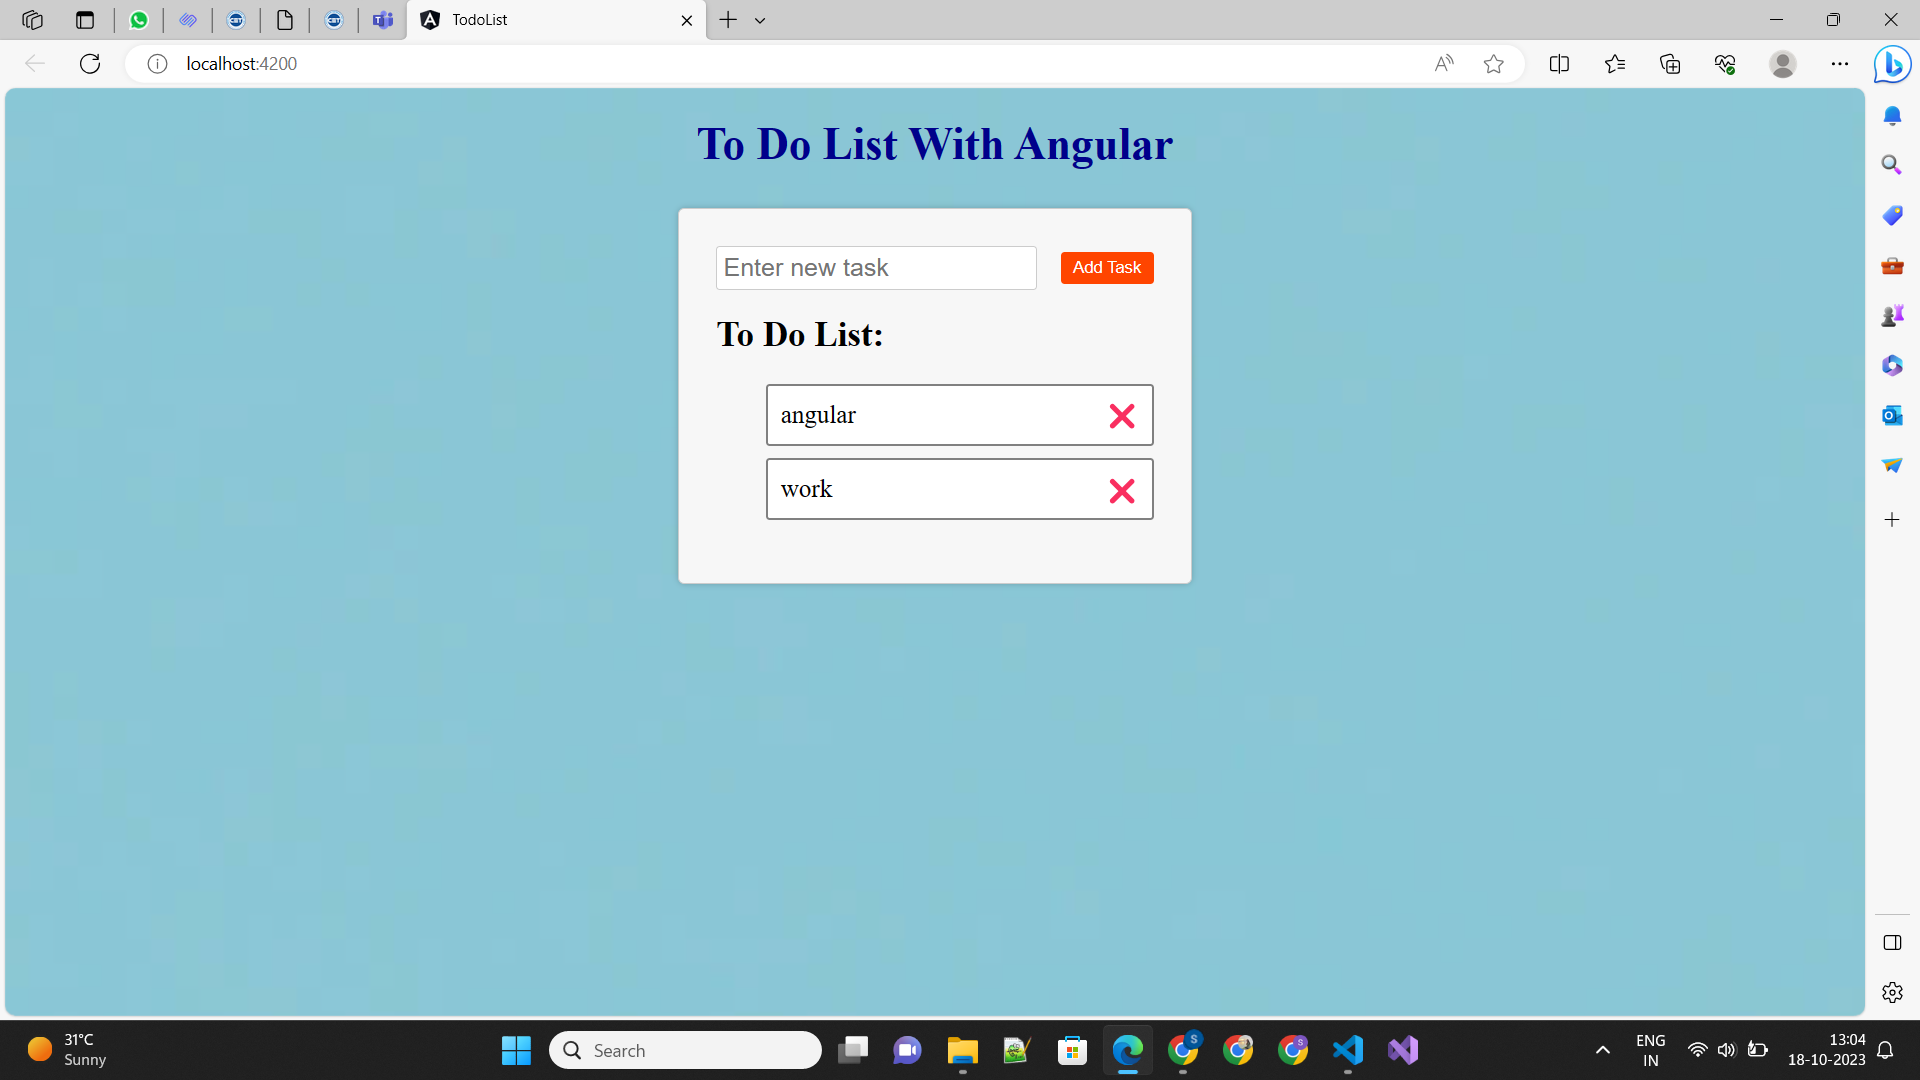 TodoList
localhost:4200
To Do List With Angular
Enter new task
Add Task
To Do List:
angular
work
31°C
Sunny
Search
ENG
IN
13:04
18-10-2023